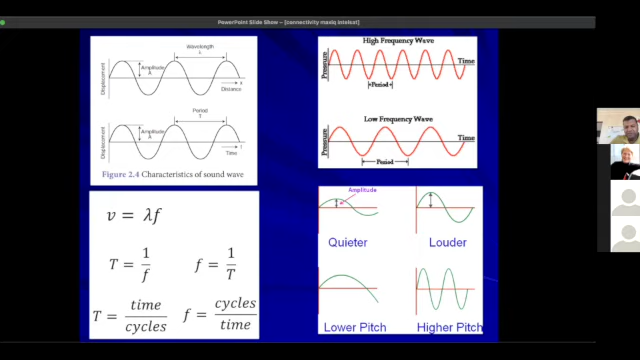 PowerPoint Slide Show - [connectivity masiq Intetext]
Wavelength
λ
Amplitude
A
Displacement
x
Distance
Period
T
Amplitude
A
Displacement
t
Time
Figure 2.4 Characteristics of sound wave
High Frequency Wave
Pressure
Time
Period
Low Frequency Wave
Pressure
Time
Period
v = λf
T = 1/f f = 1/T
T = time/cycles f = cycles/time
Amplitude
Quieter Louder
Lower Pitch Higher Pitch